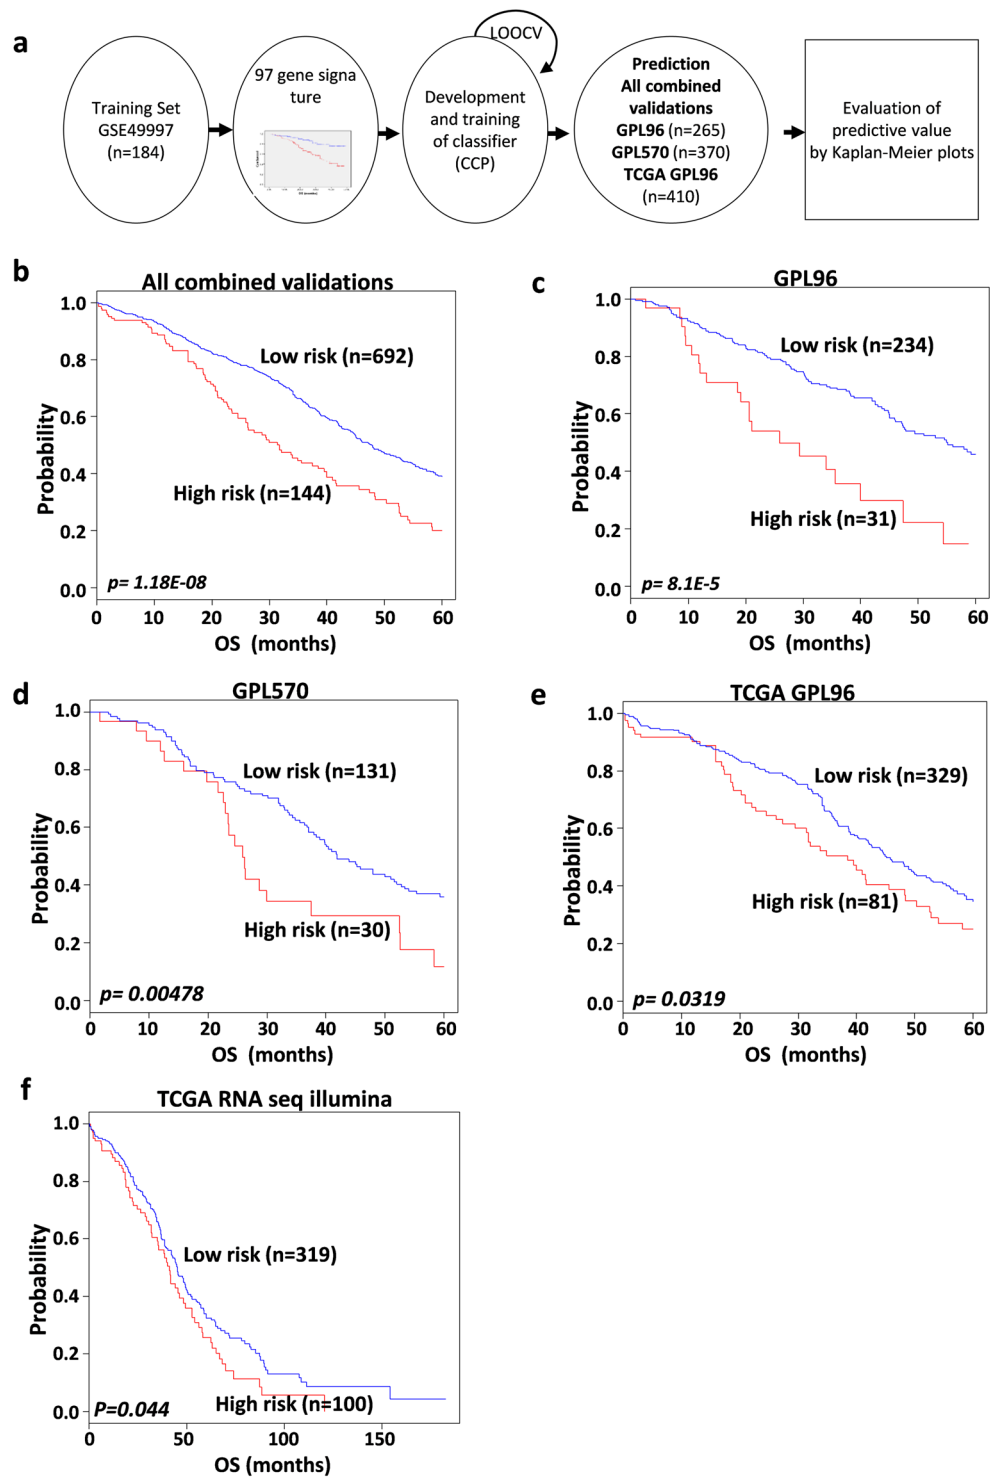 a
Training Set
GSE49997
(n=184)
97 gene signa
ture
OS (months)
LOOCV
Development
and training
of classifier
(CCP)
Prediction
All combined
validations
GPL96 (n=265)
GPL570 (n=370)
TCGA GPL96
(n=410)
Evaluation of
predictive value
by Kaplan-Meier plots
b
All combined validations
Probability
1.0
0.8
0.6
0.4
0.2
0.0
Low risk (n=692)
High risk (n=144)
p= 1.18E-08
0 10 20 30 40 50 60
OS (months)
c
GPL96
Probability
1.0
0.8
0.6
0.4
0.2
0.0
Low risk (n=234)
High risk (n=31)
p= 8.1E-5
0 10 20 30 40 50 60
OS (months)
d
GPL570
Probability
1.0
0.8
0.6
0.4
0.2
0.0
Low risk (n=131)
High risk (n=30)
p= 0.00478
0 10 20 30 40 50 60
OS (months)
e
TCGA GPL96
Probability
1.0
0.8
0.6
0.4
0.2
0.0
Low risk (n=329)
High risk (n=81)
p= 0.0319
0 10 20 30 40 50 60
OS (months)
f
TCGA RNA seq illumina
Probability
1.0
0.8
0.6
0.4
0.2
0.0
Low risk (n=319)
High risk (n=100)
P=0.044
0 50 100 150
OS (months)